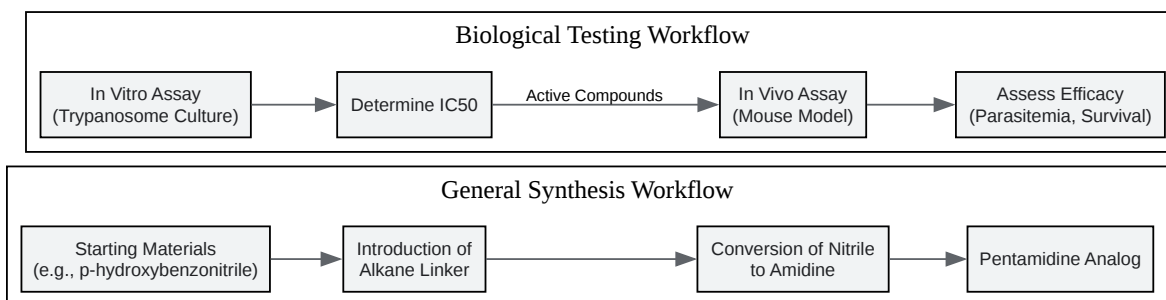 Biological Testing Workflow
In Vitro Assay
(Trypanosome Culture)
Determine IC50
Active Compounds
In Vivo Assay
(Mouse Model)
Assess Efficacy
(Parasitemia, Survival)
General Synthesis Workflow
Starting Materials
(e.g., p-hydroxybenzonitrile)
Introduction of
Alkane Linker
Conversion of Nitrile
to Amidine
Pentamidine Analog